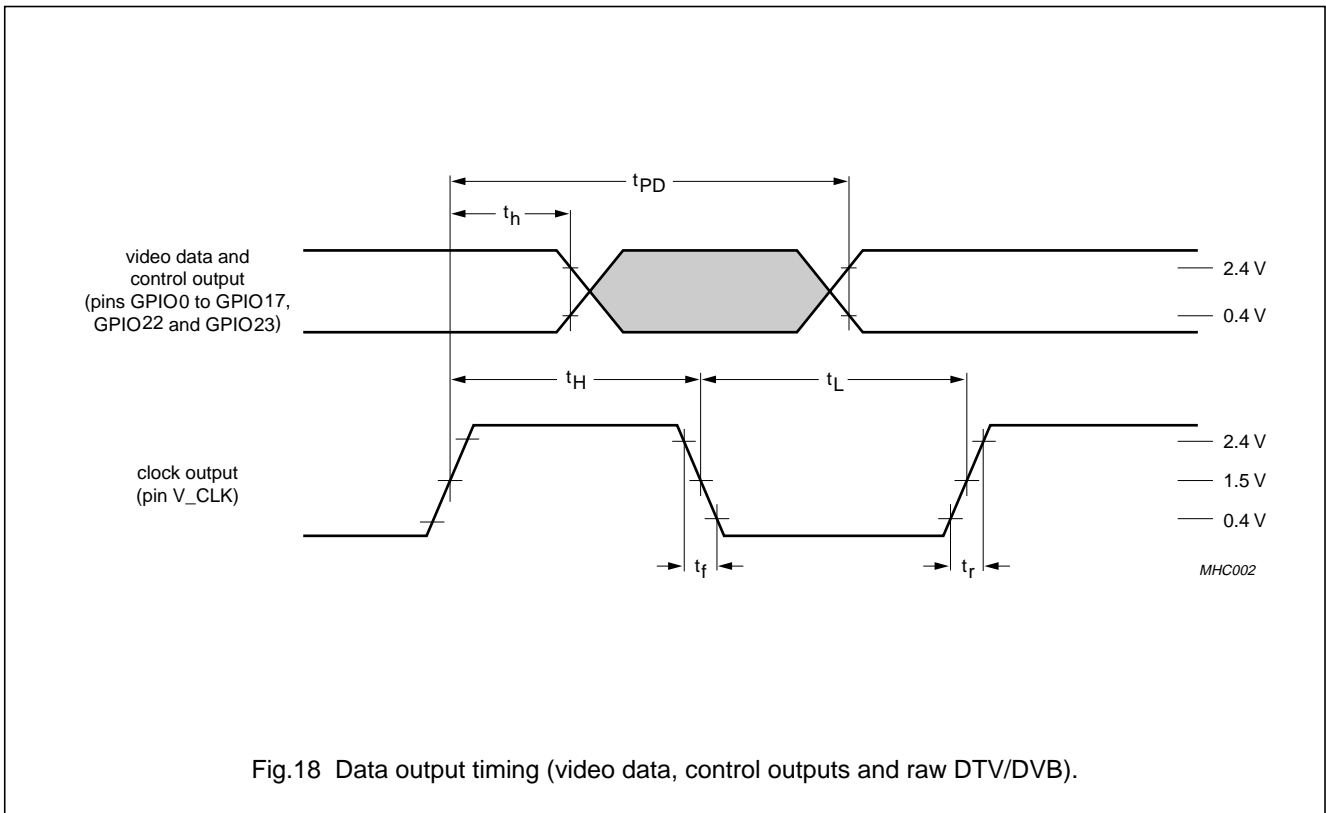 tPD
th
video data and
control output
(pins GPIO0 to GPIO17,
GPIO22 and GPIO23)
2.4 V
0.4 V
tH
tL
clock output
(pin V_CLK)
2.4 V
1.5 V
0.4 V
tf
tr
MHC002
Fig.18 Data output timing (video data, control outputs and raw DTV/DVB).